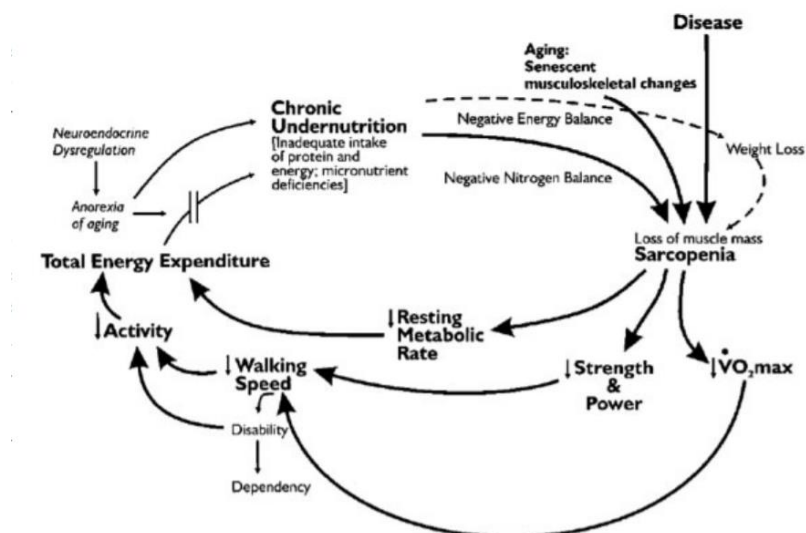 Disease
Aging:
Senescent
musculoskeletal changes
Chronic
Undernutrition
[Inadequate intake
of protein and
energy; micronutrient
deficiencies]
Negative Energy Balance
Weight Loss
Negative Nitrogen Balance
Neuroendocrine
Dysregulation
Anorexia
of aging
Loss of muscle mass
Sarcopenia
Total Energy Expenditure
↓Activity
↓Resting
Metabolic
Rate
↓Walking
Speed
↓Strength
&
Power
↓V̇O₂max
Disability
Dependency